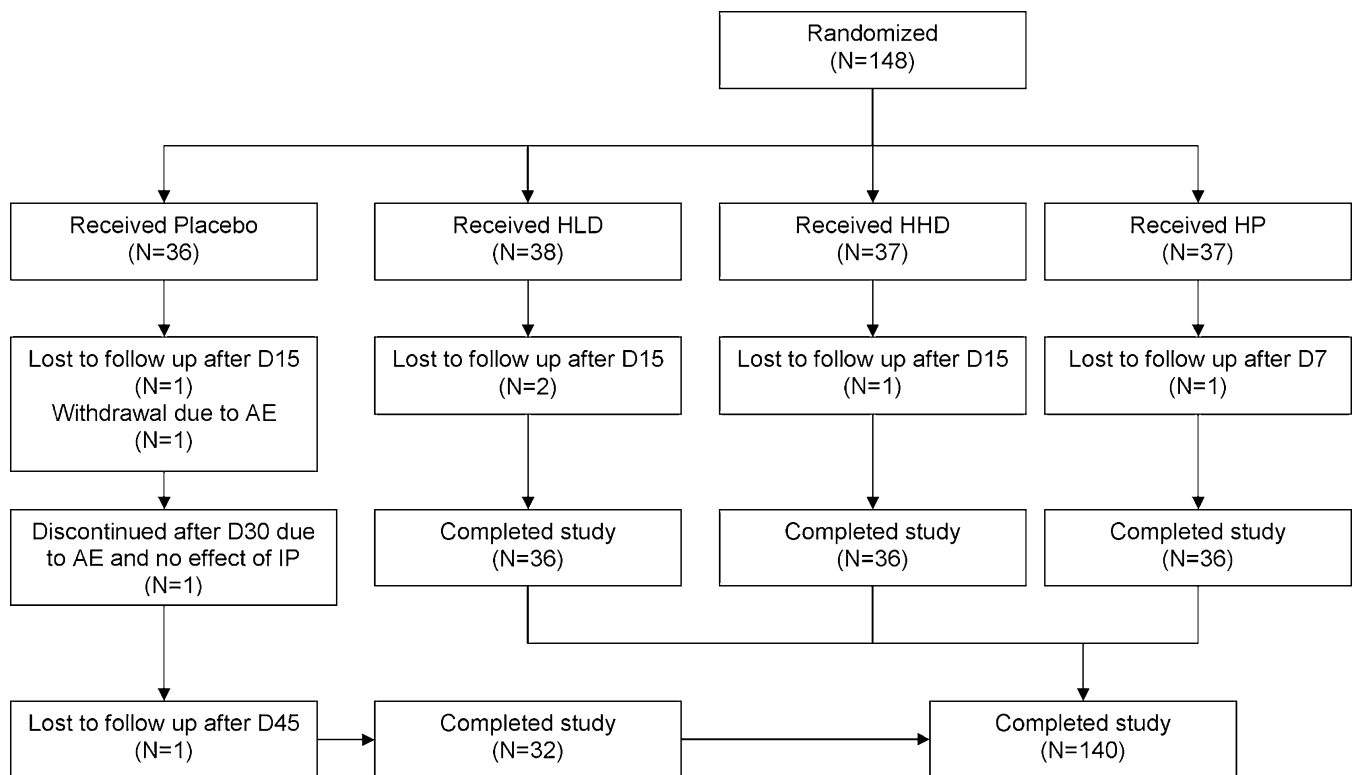 Randomized
(N=148)
Received Placebo
(N=36)
Received HLD
(N=38)
Received HHD
(N=37)
Received HP
(N=37)
Lost to follow up after D15
(N=1)
Withdrawal due to AE
(N=1)
Lost to follow up after D15
(N=2)
Lost to follow up after D15
(N=1)
Lost to follow up after D7
(N=1)
Discontinued after D30 due
to AE and no effect of IP
(N=1)
Completed study
(N=36)
Completed study
(N=36)
Completed study
(N=36)
Lost to follow up after D45
(N=1)
Completed study
(N=32)
Completed study
(N=140)